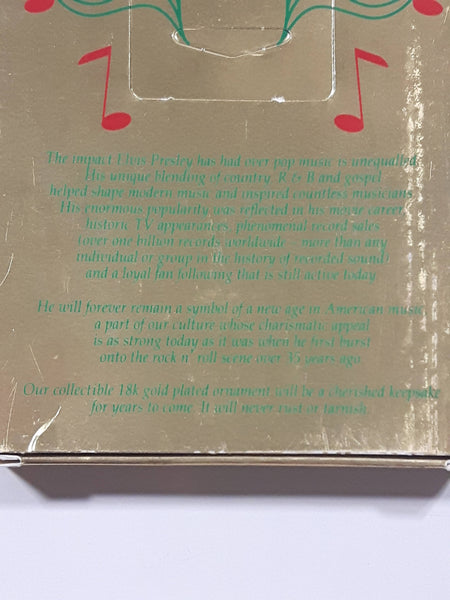 The impact Elvis Presley has had over pop music is unequalled
His unique blending of country, R & B and gospel
helped shape modern music and inspired countless musicians
His enormous popularity was reflected in his movie career,
historic TV appearances, phenomenal record sales
(over one billion records worldwide - more than any
individual or group in the history of recorded sound)
and a loyal fan following that is still active today.
He will forever remain a symbol of a new age in American music
a part of our culture whose charismatic appeal
is as strong today as it was when he first burst
onto the rock n' roll scene over 35 years ago.
Our collectible 18k gold plated ornament will be a cherished keepsake
for years to come. It will never rust or tarnish.